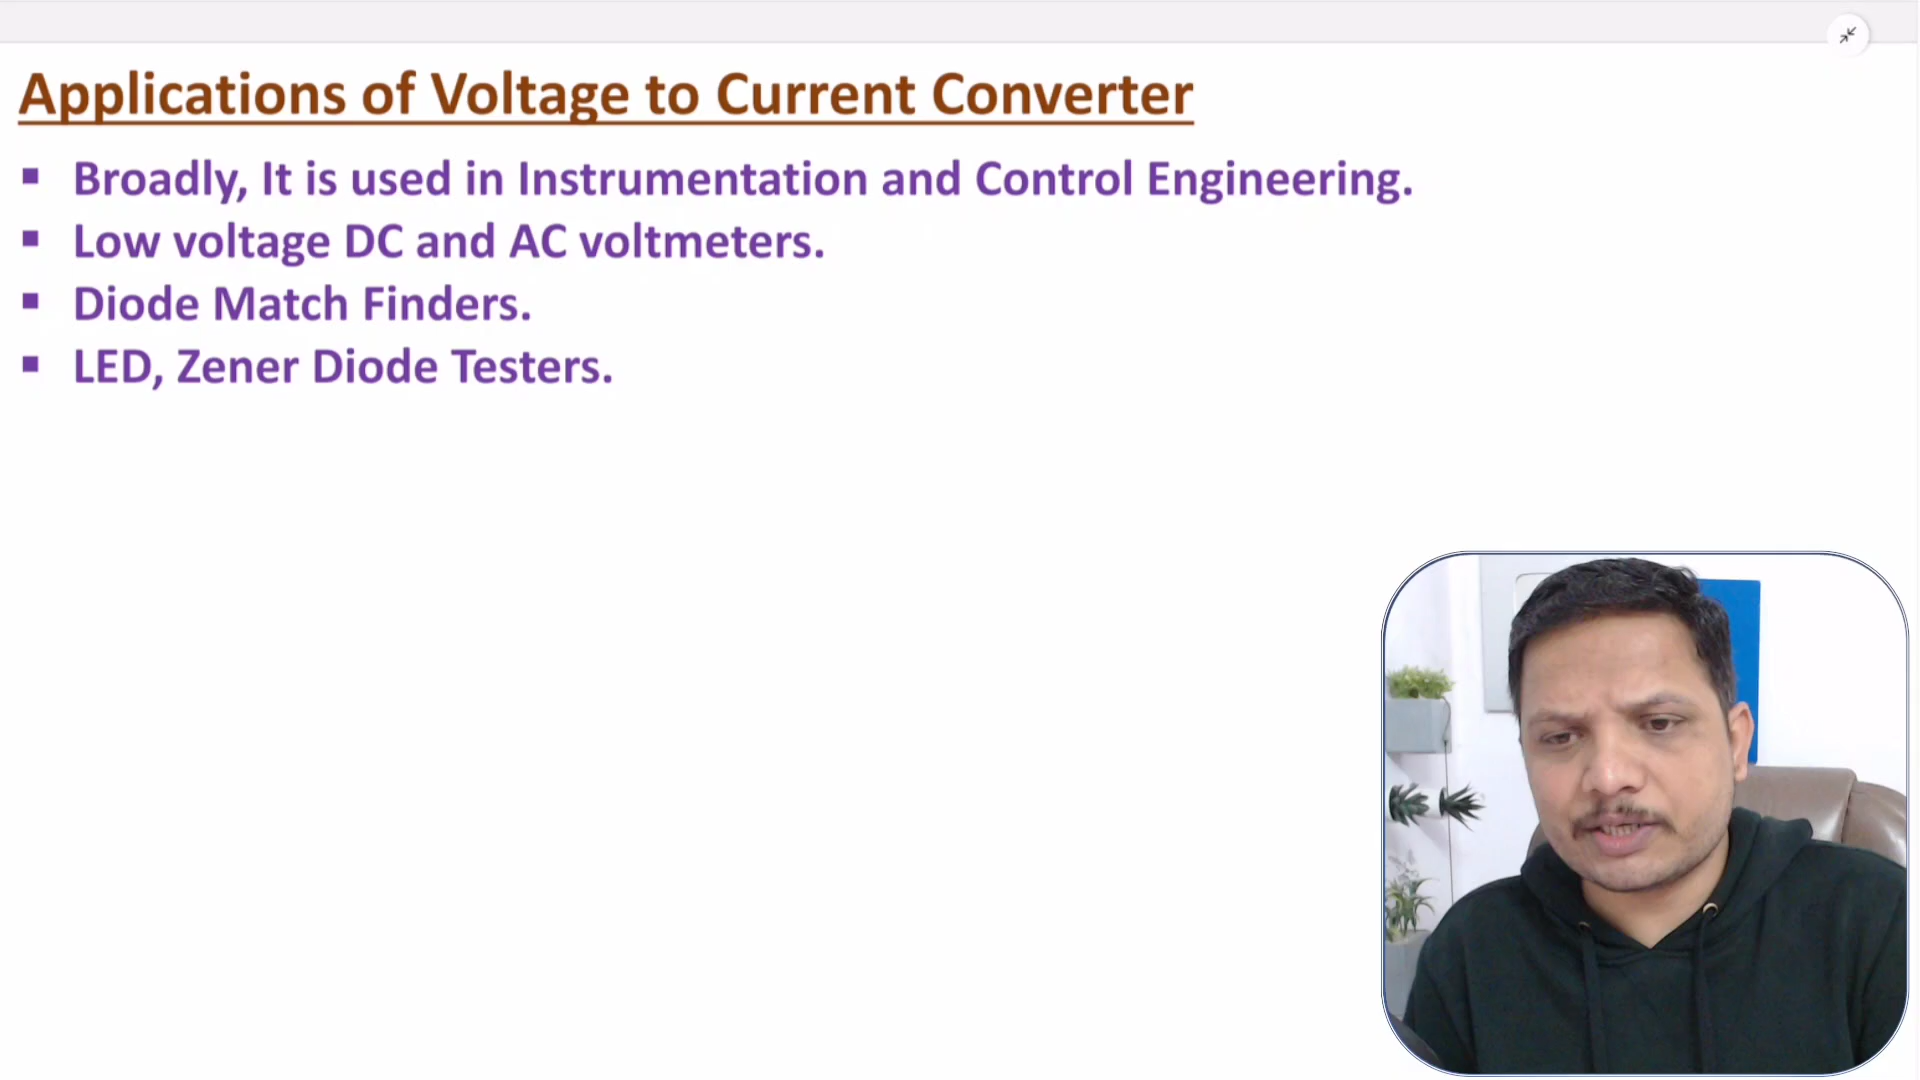 Applications of Voltage to Current Converter
▪ Broadly, It is used in Instrumentation and Control Engineering.
▪ Low voltage DC and AC voltmeters.
▪ Diode Match Finders.
▪ LED, Zener Diode Testers.